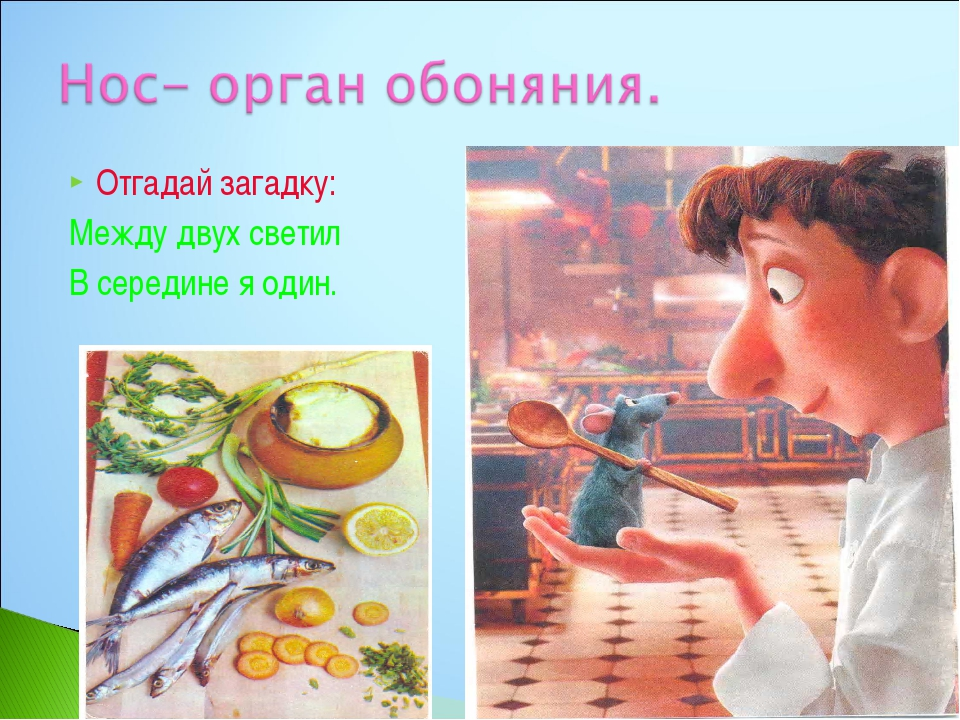 Нос- орган обоняния.
Отгадай загадку:
Между двух светил
В середине я один.